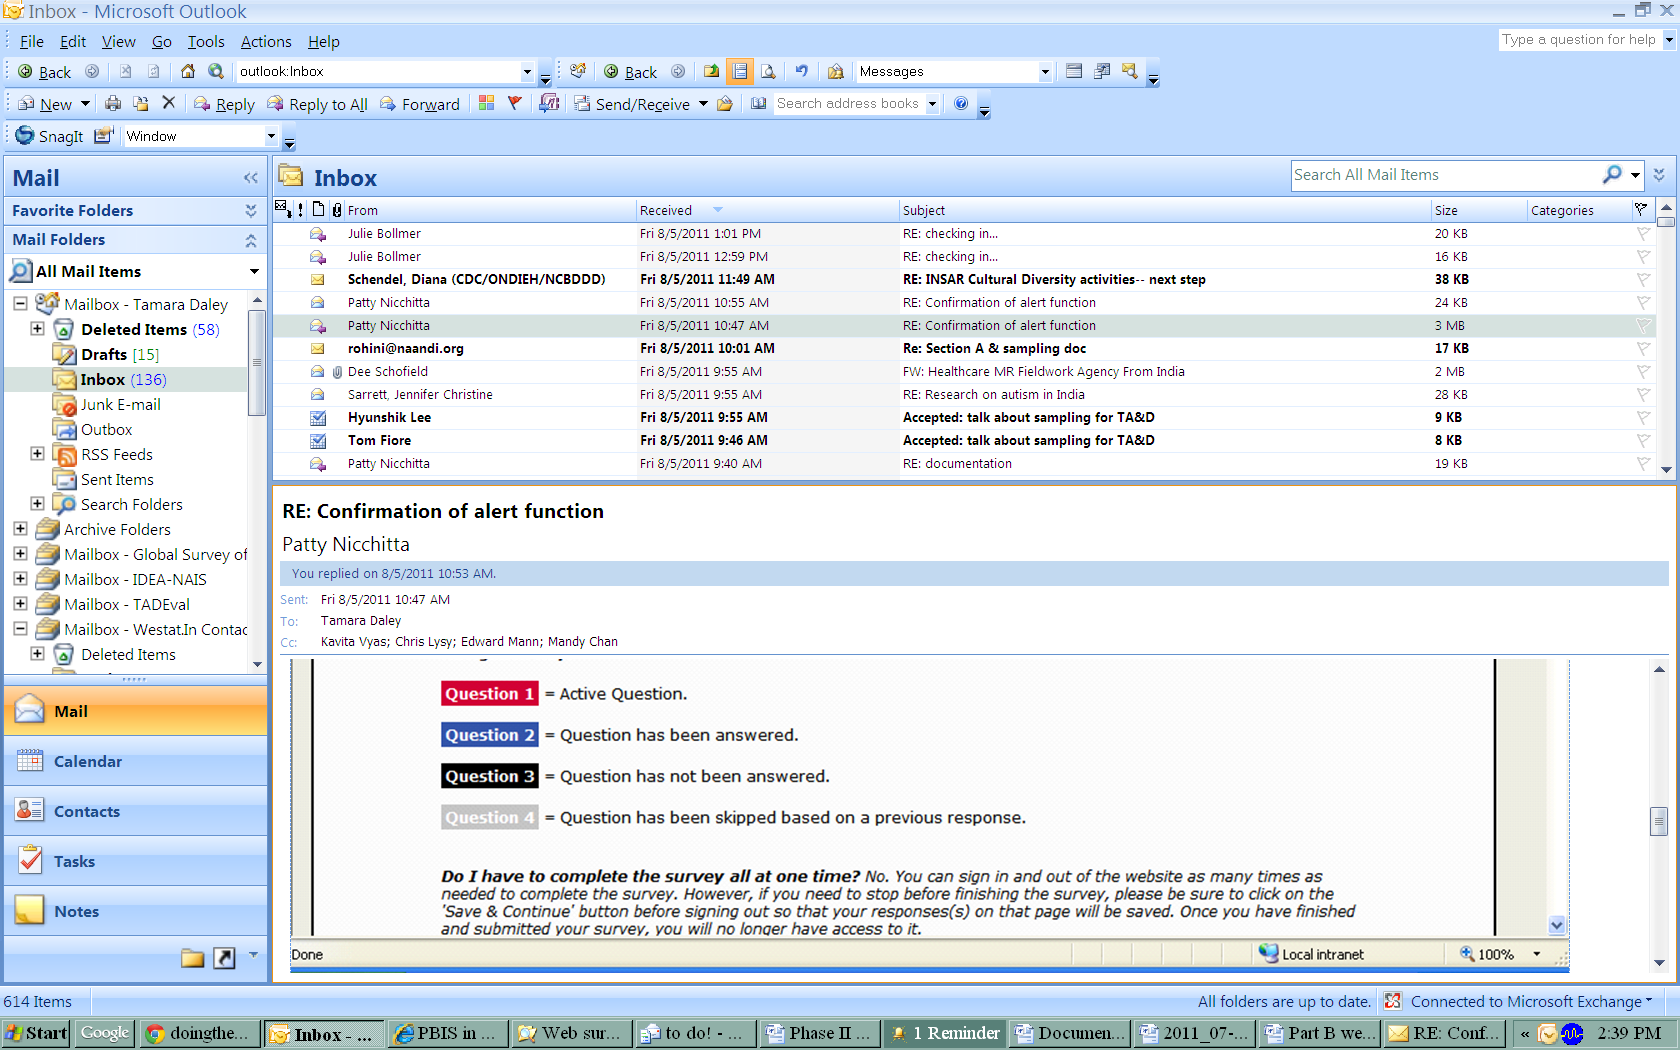 Inbox - Microsoft Outlook
File Edit View Go Tools Actions Help
Type a question for help
Back outlook:Inbox Back Messages
New Reply Reply to All Forward Send/Receive Search address books
SnagIt Window
Mail
Favorite Folders
Mail Folders
All Mail Items
Mailbox - Tamara Daley
Deleted Items (58)
Drafts [15]
Inbox (136)
Junk E-mail
Outbox
RSS Feeds
Sent Items
Search Folders
Archive Folders
Mailbox - Global Survey of
Mailbox - IDEA-NAIS
Mailbox - TADEval
Mailbox - Westat.In Contac
Deleted Items
Mail
Calendar
Contacts
Tasks
Notes
Inbox
Search All Mail Items
From Received Subject Size Categories
Julie Bollmer Fri 8/5/2011 1:01 PM RE: checking in... 20 KB
Julie Bollmer Fri 8/5/2011 12:59 PM RE: checking in... 16 KB
Schendel, Diana (CDC/ONDIEH/NCBDDD) Fri 8/5/2011 11:49 AM RE: INSAR Cultural Diversity activities-- next step 38 KB
Patty Nicchitta Fri 8/5/2011 10:55 AM RE: Confirmation of alert function 24 KB
Patty Nicchitta Fri 8/5/2011 10:47 AM RE: Confirmation of alert function 3 MB
rohini@naandi.org Fri 8/5/2011 10:01 AM Re: Section A & sampling doc 17 KB
Dee Schofield Fri 8/5/2011 9:55 AM FW: Healthcare MR Fieldwork Agency From India 2 MB
Sarrett, Jennifer Christine Fri 8/5/2011 9:55 AM RE: Research on autism in India 28 KB
Hyunshik Lee Fri 8/5/2011 9:55 AM Accepted: talk about sampling for TA&D 9 KB
Tom Fiore Fri 8/5/2011 9:46 AM Accepted: talk about sampling for TA&D 8 KB
Patty Nicchitta Fri 8/5/2011 9:40 AM RE: documentation 19 KB
RE: Confirmation of alert function
Patty Nicchitta
You replied on 8/5/2011 10:53 AM.
Sent: Fri 8/5/2011 10:47 AM
To: Tamara Daley
Cc: Kavita Vyas; Chris Lysy; Edward Mann; Mandy Chan
Question 1 = Active Question.
Question 2 = Question has been answered.
Question 3 = Question has not been answered.
Question 4 = Question has been skipped based on a previous response.
Do I have to complete the survey all at one time? No. You can sign in and out of the website as many times as
needed to complete the survey. However, if you need to stop before finishing the survey, please be sure to click on the
'Save & Continue' button before signing out so that your responses(s) on that page will be saved. Once you have finished
and submitted your survey, you will no longer have access to it.
Done Local intranet 100%
614 Items All folders are up to date. Connected to Microsoft Exchange
Start Google doingthe... Inbox - ... PBIS in ... Web sur... to do! - ... Phase II ... 1 Reminder Documen... 2011_07-... Part B we... RE: Conf... « 2:39 PM